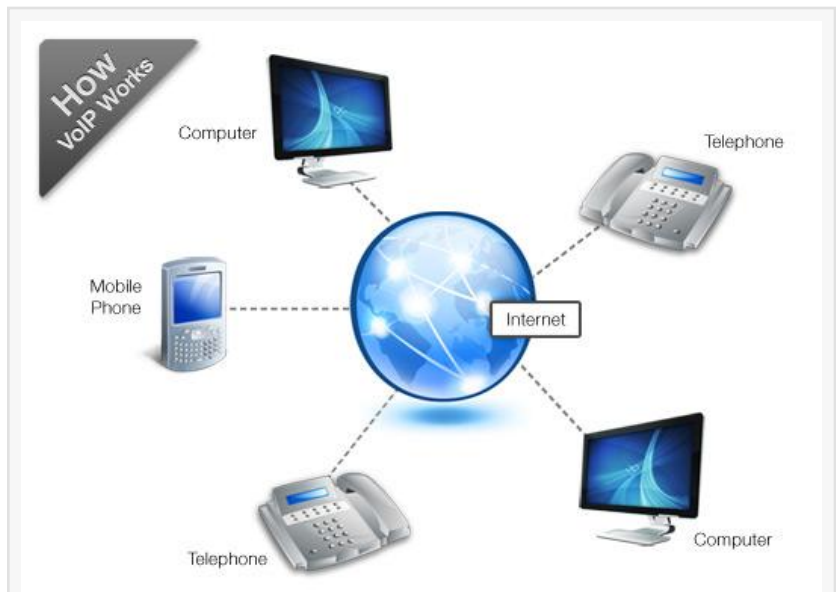 How
VoIP Works
Computer
Telephone
Mobile
Phone
Internet
Telephone
Computer